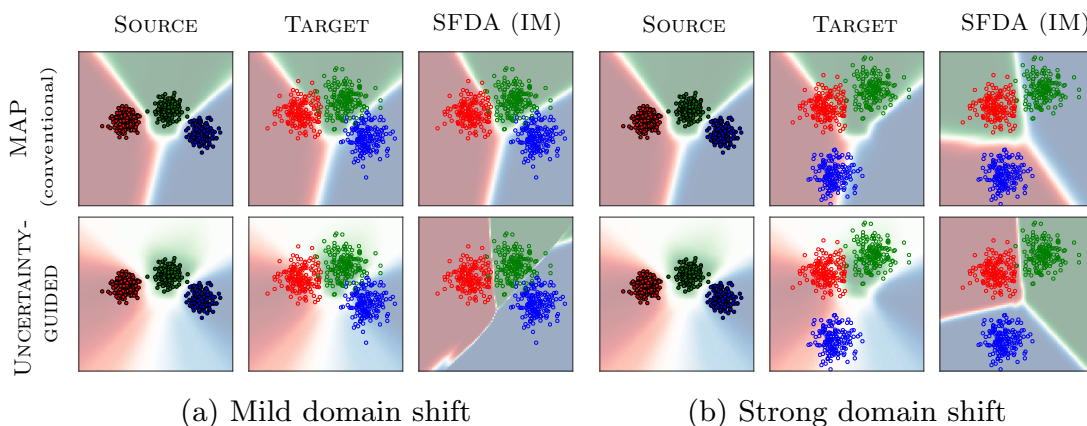 SOURCE TARGET SFDA (IM) SOURCE TARGET SFDA (IM)
MAP
(conventional)
UNCERTAINTY-
GUIDED
(a) Mild domain shift (b) Strong domain shift